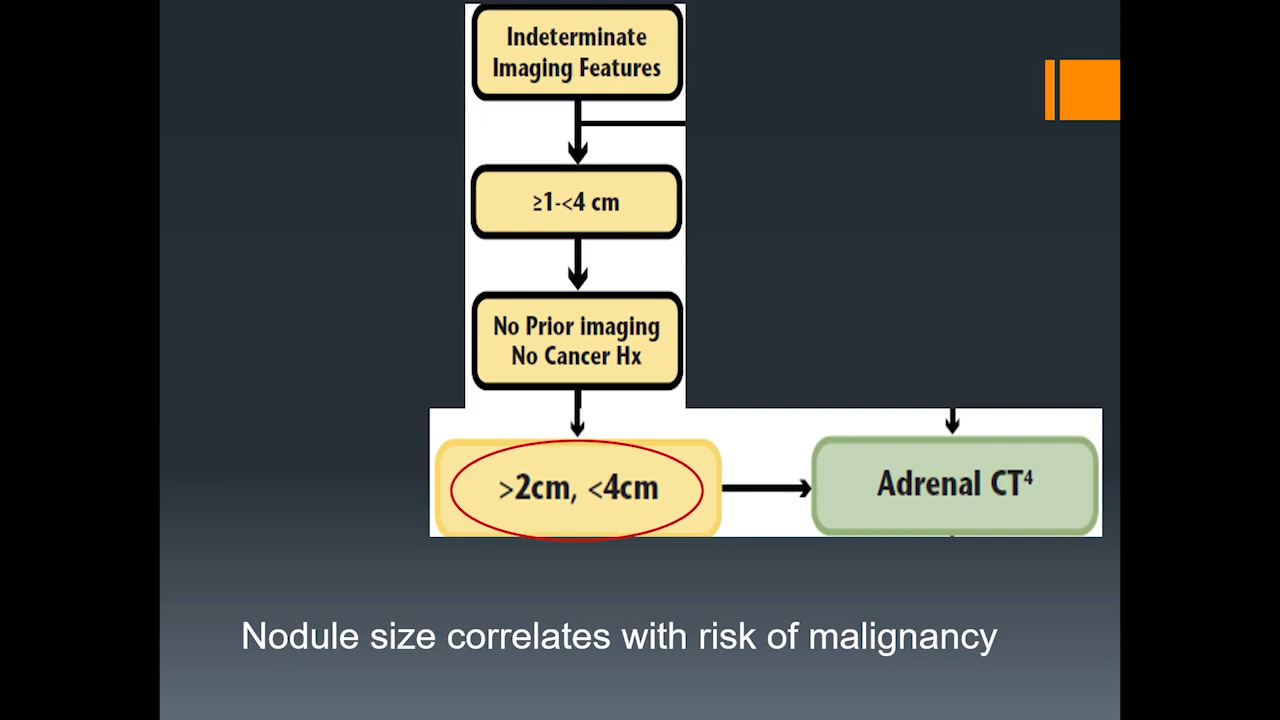 Indeterminate
Imaging Features
≥1-<4 cm
No Prior imaging
No Cancer Hx
>2cm, <4cm
Adrenal CT⁴
Nodule size correlates with risk of malignancy